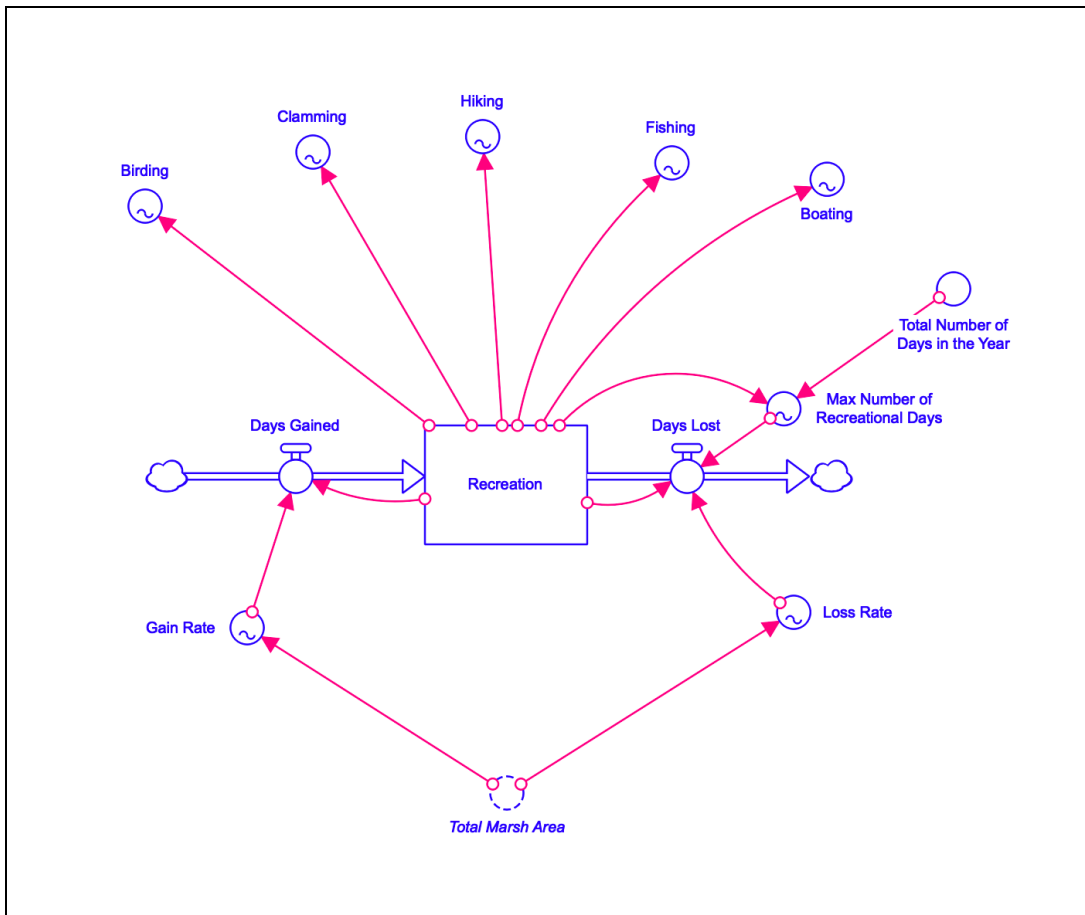 Hiking
Clamming
Fishing
Birding
Boating
Total Number of
Days in the Year
Max Number of
Recreational Days
Days Gained
Days Lost
Recreation
Gain Rate
Loss Rate
Total Marsh Area